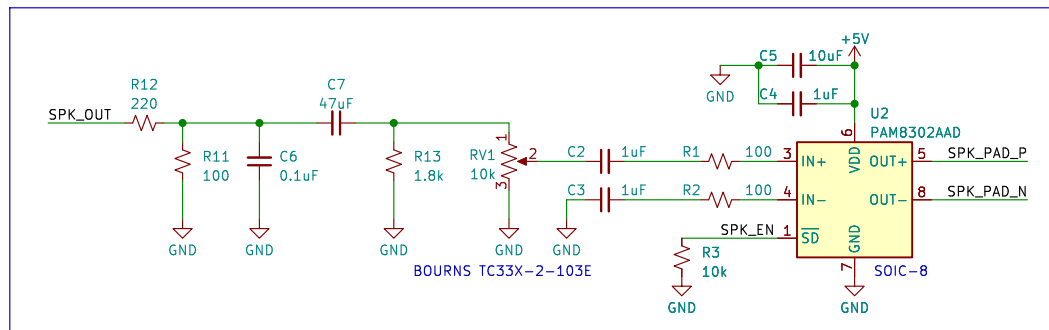 +5V
C5 10uF
GND
C4 1uF
R12
220
C7
47uF
SPK_OUT
U2
PAM8302AAD
R11
100
C6
0.1uF
R13
1.8k
RV1
10k
1
2
3
C2 1uF
R1 100
C3 1uF
R2 100
6
VDD
3 IN+
OUT+ 5 SPK_PAD_P
4 IN-
OUT- 8 SPK_PAD_N
SPK_EN 1 SD
GND
7
R3
10k
GND
GND
GND
GND
GND
BOURNS TC33X-2-103E
SOIC-8
GND
GND